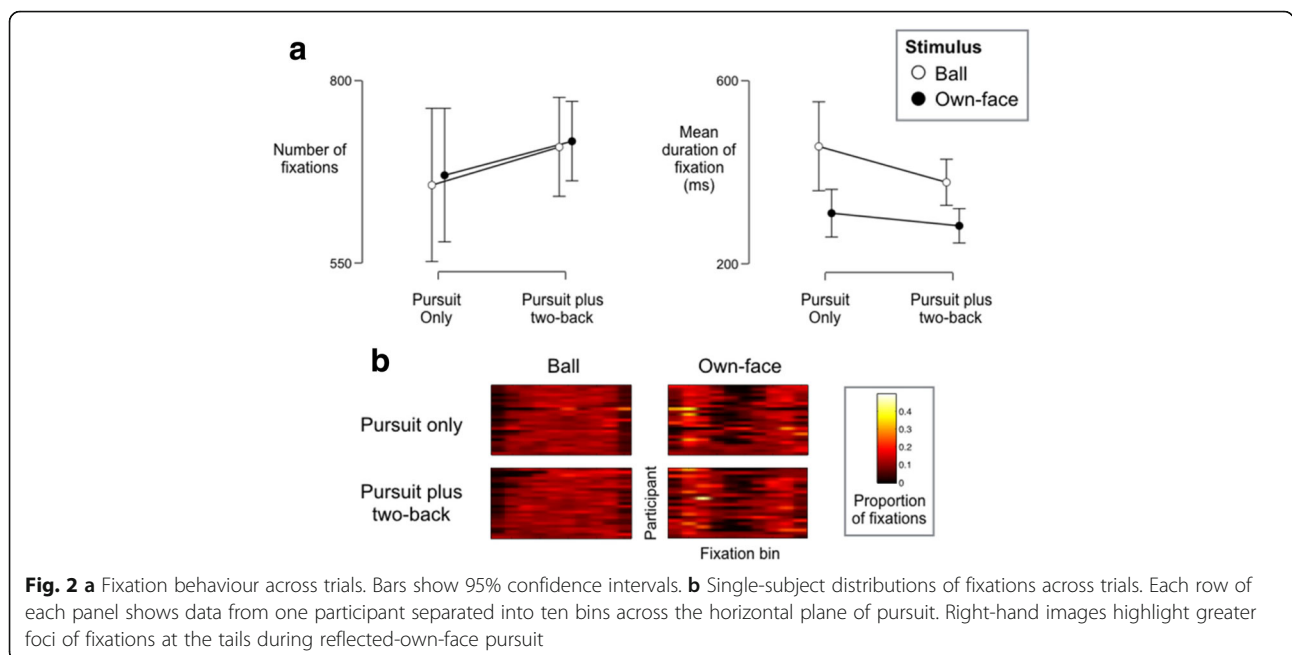 a
Stimulus
Ball
Own-face
800
Number of
fixations
550
Pursuit
Only
Pursuit plus
two-back
600
Mean
duration of
fixation
(ms)
200
Pursuit
Only
Pursuit plus
two-back
b
Ball
Own-face
Pursuit only
Pursuit plus
two-back
Participant
Fixation bin
0.4
0.3
0.2
0.1
0
Proportion
of fixations
Fig. 2 a Fixation behaviour across trials. Bars show 95% confidence intervals. b Single-subject distributions of fixations across trials. Each row of
each panel shows data from one participant separated into ten bins across the horizontal plane of pursuit. Right-hand images highlight greater
foci of fixations at the tails during reflected-own-face pursuit